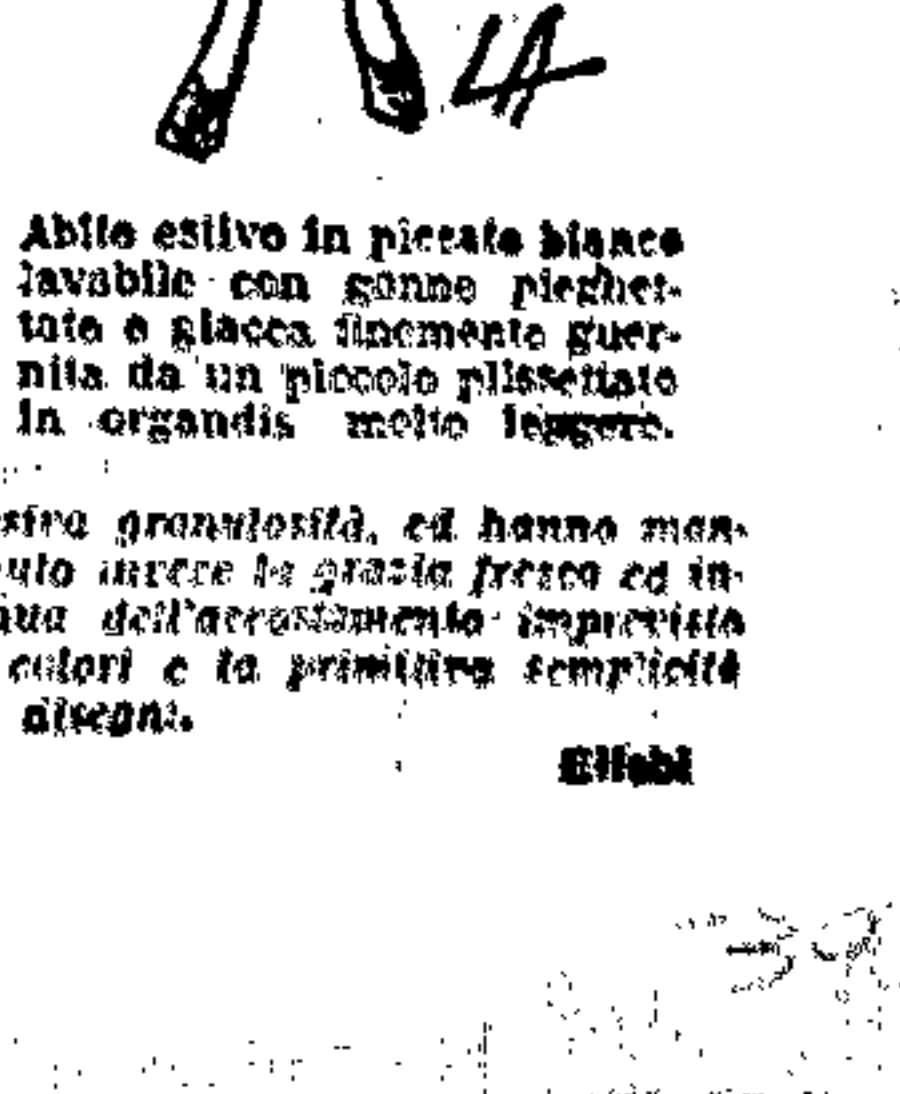 LA
Abito estivo in piccato bianco
lavabile con gonne pieghet-
tate e giacca finemente guer-
nita da un piccolo plissettato
in organdis molto leggero.
granulosità, ed hanno man-
invece la grazia fresca ed in-
dell'accostamento imprevisto
colori e la primitiva semplicità
disegni.